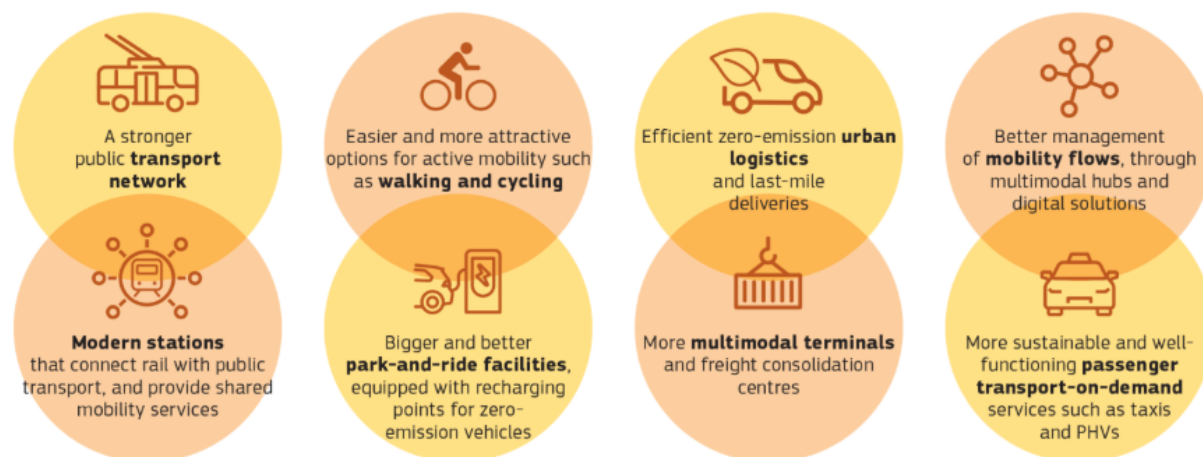 A stronger
public transport
network
Easier and more attractive
options for active mobility such
as walking and cycling
Efficient zero-emission urban
logistics
and last-mile
deliveries
Better management
of mobility flows, through
multimodal hubs and
digital solutions
Modern stations
that connect rail with public
transport, and provide shared
mobility services
Bigger and better
park-and-ride facilities,
equipped with recharging
points for zero-
emission vehicles
More multimodal terminals
and freight consolidation
centres
More sustainable and well-
functioning passenger
transport-on-demand
services such as taxis
and PHVs